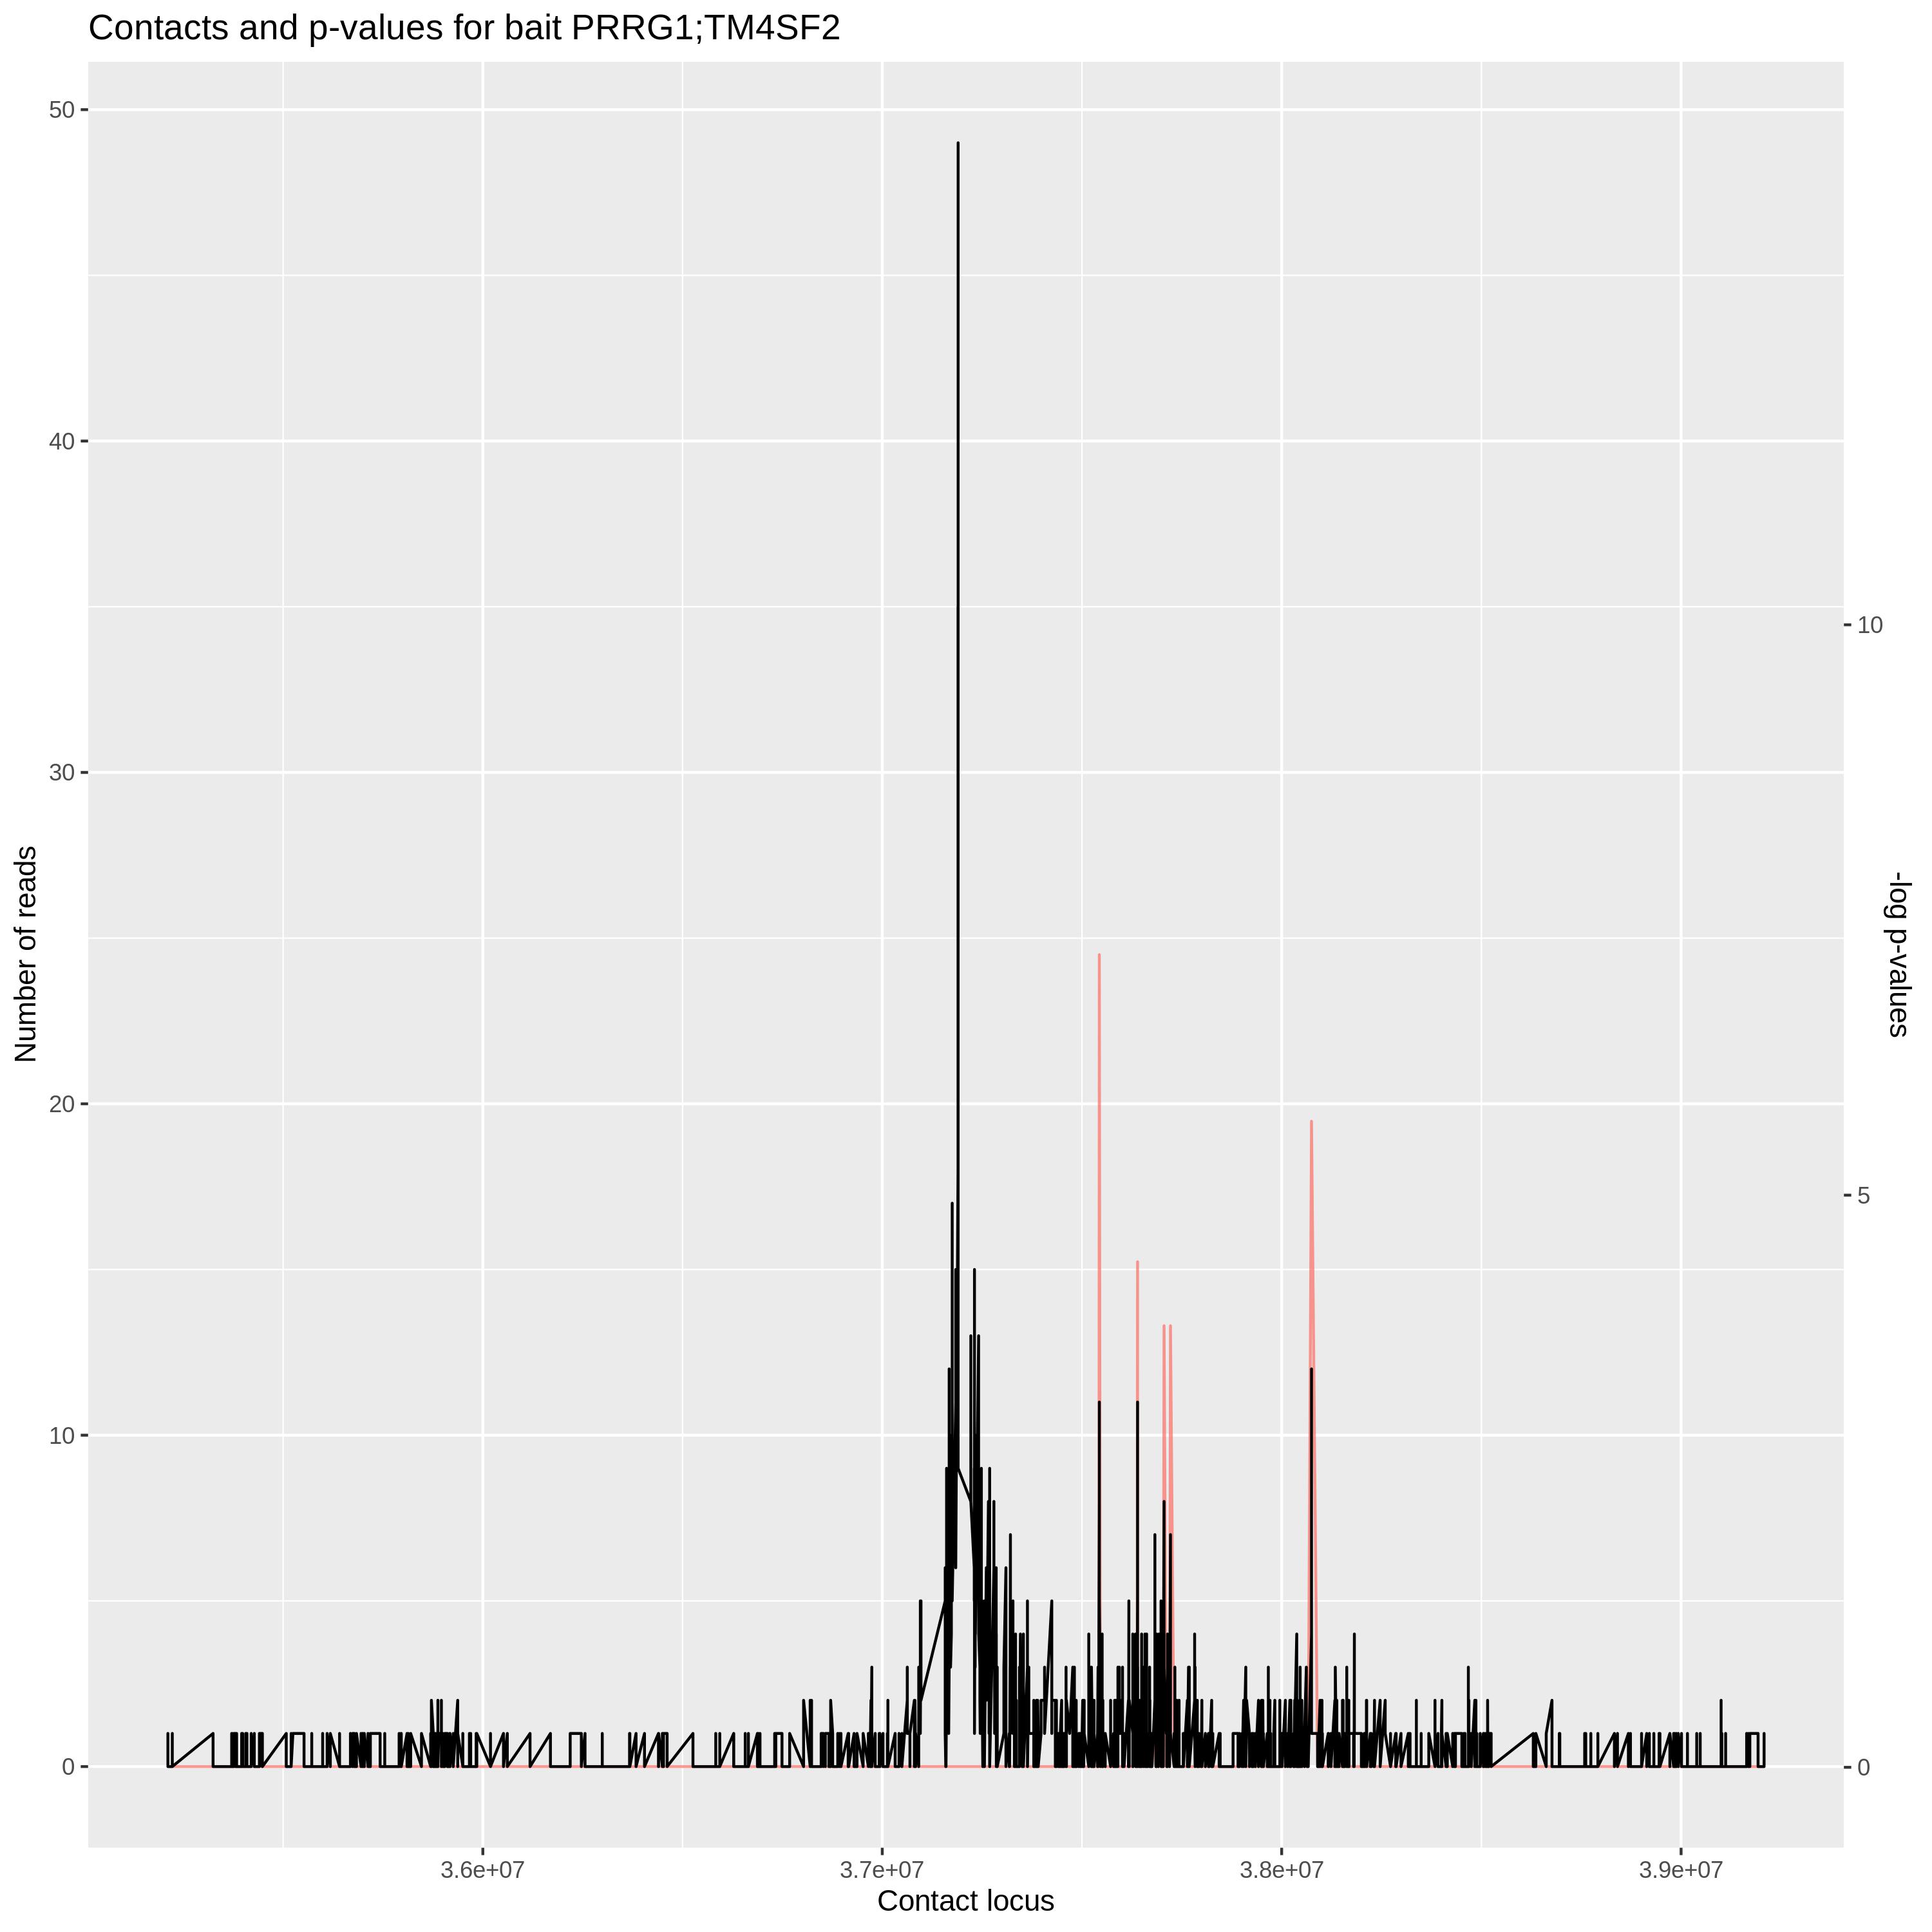 Contacts and p-values for bait PRRG1;TM4SF2
50
40
30
20
10
0
Number of reads
10
5
0
-log p-values
3.6e+07
3.7e+07
3.8e+07
3.9e+07
Contact locus